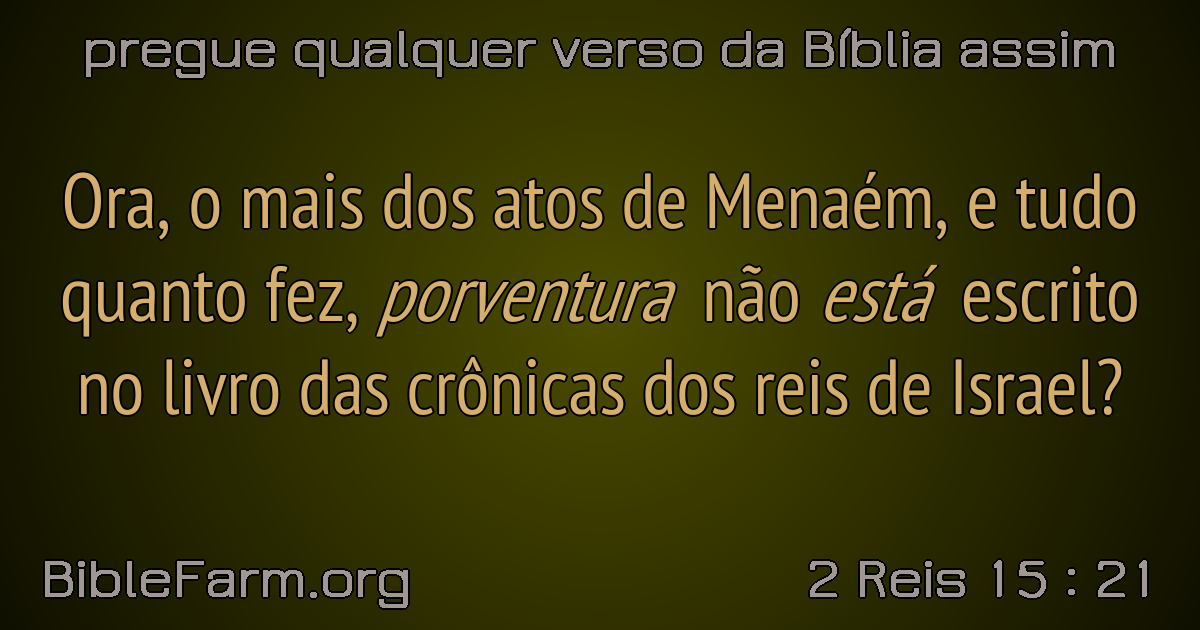 pregue qualquer verso da Bíblia assim
Ora, o mais dos atos de Menaém, e tudo
quanto fez, porventura não está escrito
no livro das crônicas dos reis de Israel?
BibleFarm.org
2 Reis 15 : 21